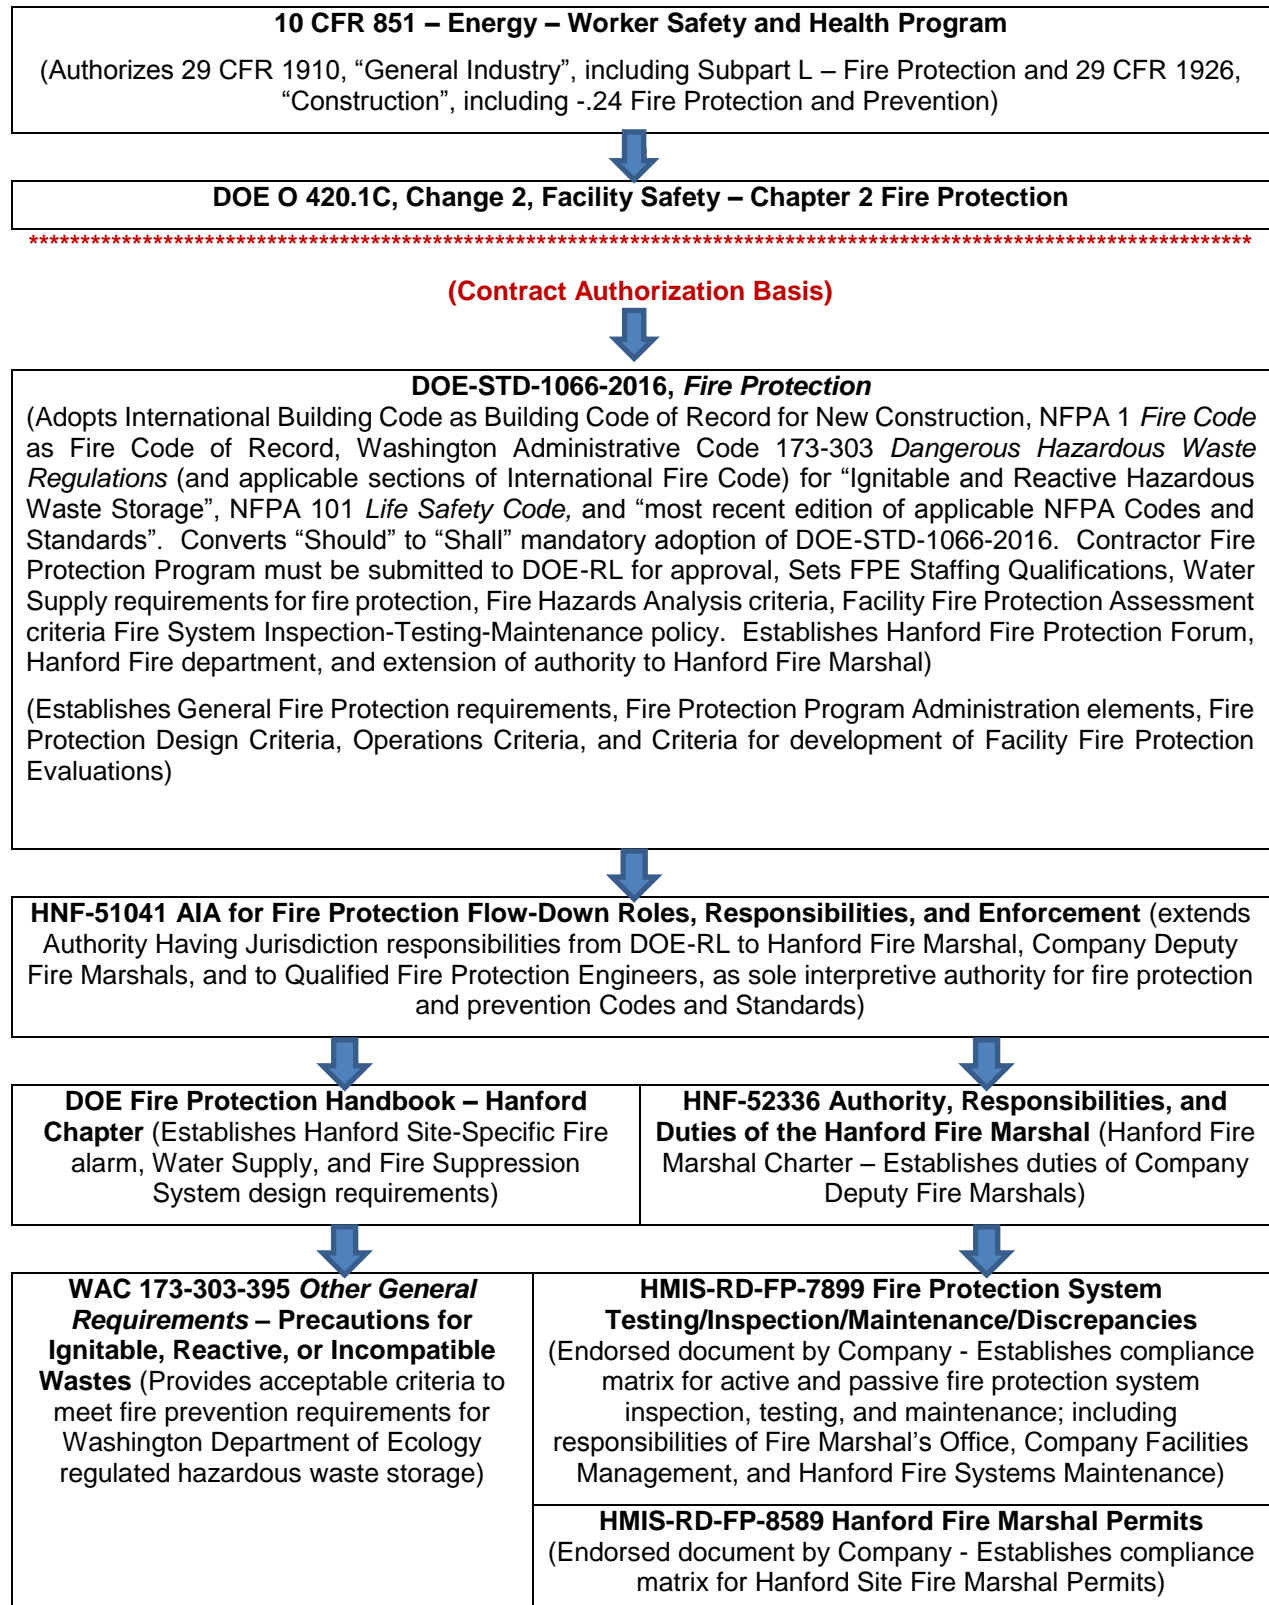 10 CFR 851 – Energy – Worker Safety and Health Program
(Authorizes 29 CFR 1910, “General Industry”, including Subpart L – Fire Protection and 29 CFR 1926,
“Construction”, including -.24 Fire Protection and Prevention)
DOE O 420.1C, Change 2, Facility Safety – Chapter 2 Fire Protection
***********************************************************************************************************************
(Contract Authorization Basis)
DOE-STD-1066-2016, Fire Protection
(Adopts International Building Code as Building Code of Record for New Construction, NFPA 1 Fire Code
as Fire Code of Record, Washington Administrative Code 173-303 Dangerous Hazardous Waste
Regulations (and applicable sections of International Fire Code) for “Ignitable and Reactive Hazardous
Waste Storage”, NFPA 101 Life Safety Code, and “most recent edition of applicable NFPA Codes and
Standards”. Converts “Should” to “Shall” mandatory adoption of DOE-STD-1066-2016. Contractor Fire
Protection Program must be submitted to DOE-RL for approval, Sets FPE Staffing Qualifications, Water
Supply requirements for fire protection, Fire Hazards Analysis criteria, Facility Fire Protection Assessment
criteria Fire System Inspection-Testing-Maintenance policy. Establishes Hanford Fire Protection Forum,
Hanford Fire department, and extension of authority to Hanford Fire Marshal)
(Establishes General Fire Protection requirements, Fire Protection Program Administration elements, Fire
Protection Design Criteria, Operations Criteria, and Criteria for development of Facility Fire Protection
Evaluations)
HNF-51041 AIA for Fire Protection Flow-Down Roles, Responsibilities, and Enforcement (extends
Authority Having Jurisdiction responsibilities from DOE-RL to Hanford Fire Marshal, Company Deputy
Fire Marshals, and to Qualified Fire Protection Engineers, as sole interpretive authority for fire protection
and prevention Codes and Standards)
DOE Fire Protection Handbook – Hanford
Chapter (Establishes Hanford Site-Specific Fire
alarm, Water Supply, and Fire Suppression
System design requirements)
HNF-52336 Authority, Responsibilities, and
Duties of the Hanford Fire Marshal (Hanford Fire
Marshal Charter – Establishes duties of Company
Deputy Fire Marshals)
WAC 173-303-395 Other General
Requirements – Precautions for
Ignitable, Reactive, or Incompatible
Wastes (Provides acceptable criteria to
meet fire prevention requirements for
Washington Department of Ecology
regulated hazardous waste storage)
HMIS-RD-FP-7899 Fire Protection System
Testing/Inspection/Maintenance/Discrepancies
(Endorsed document by Company - Establishes compliance
matrix for active and passive fire protection system
inspection, testing, and maintenance; including
responsibilities of Fire Marshal’s Office, Company Facilities
Management, and Hanford Fire Systems Maintenance)
HMIS-RD-FP-8589 Hanford Fire Marshal Permits
(Endorsed document by Company - Establishes compliance
matrix for Hanford Site Fire Marshal Permits)